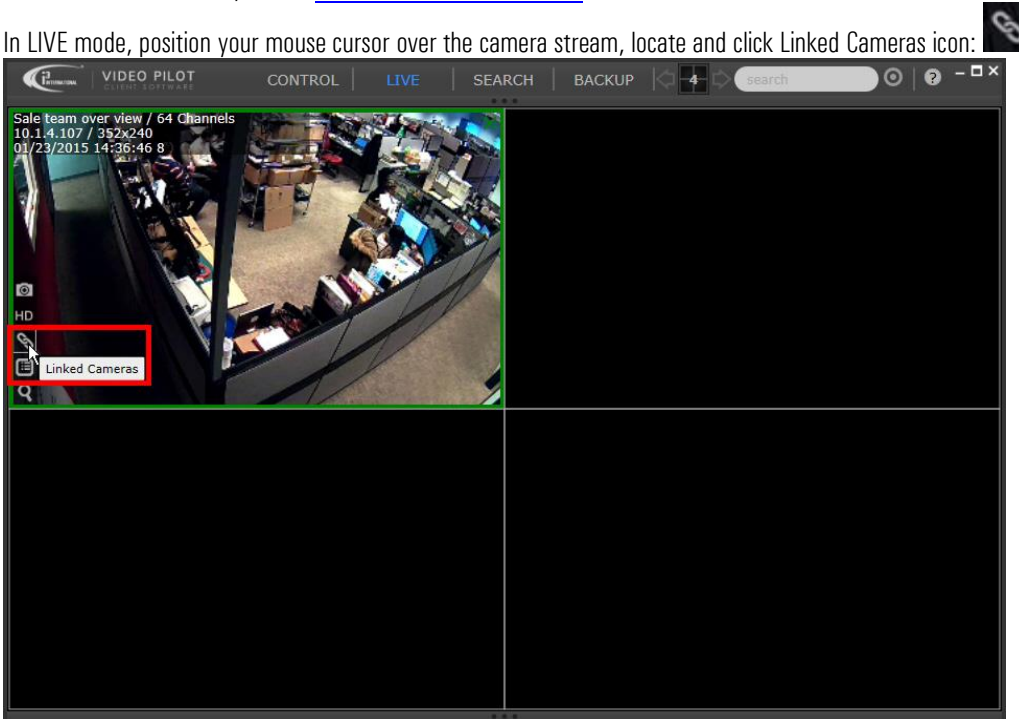 In LIVE mode, position your mouse cursor over the camera stream, locate and click Linked Cameras icon:
VIDEO PILOT
CLIENT SOFTWARE
CONTROL
LIVE
SEARCH
BACKUP
4
search
?
Sale team over view / 64 Channels
10.1.4.107 / 352x240
01/23/2015 14:36:46 8
HD
Linked Cameras